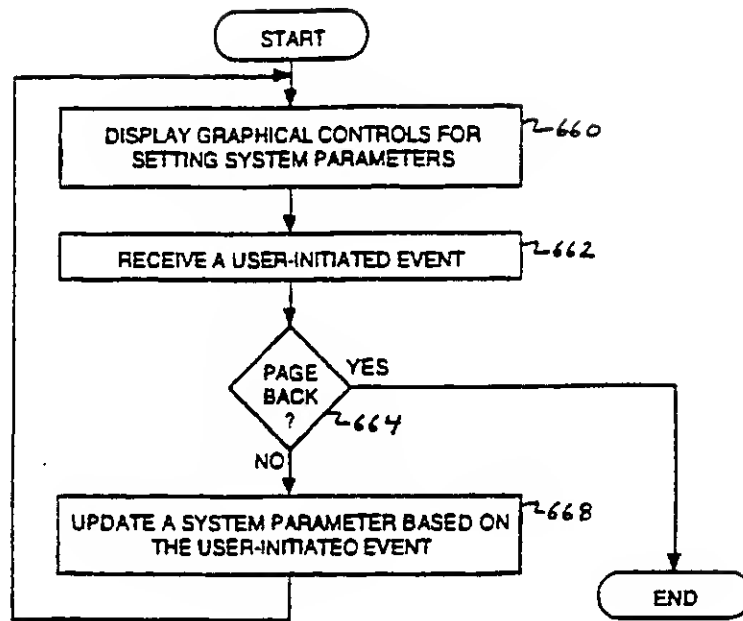 START
DISPLAY GRAPHICAL CONTROLS FOR
SETTING SYSTEM PARAMETERS
660
RECEIVE A USER-INITIATED EVENT
662
PAGE
BACK
?
YES
664
NO
UPDATE A SYSTEM PARAMETER BASED ON
THE USER-INITIATED EVENT
668
END